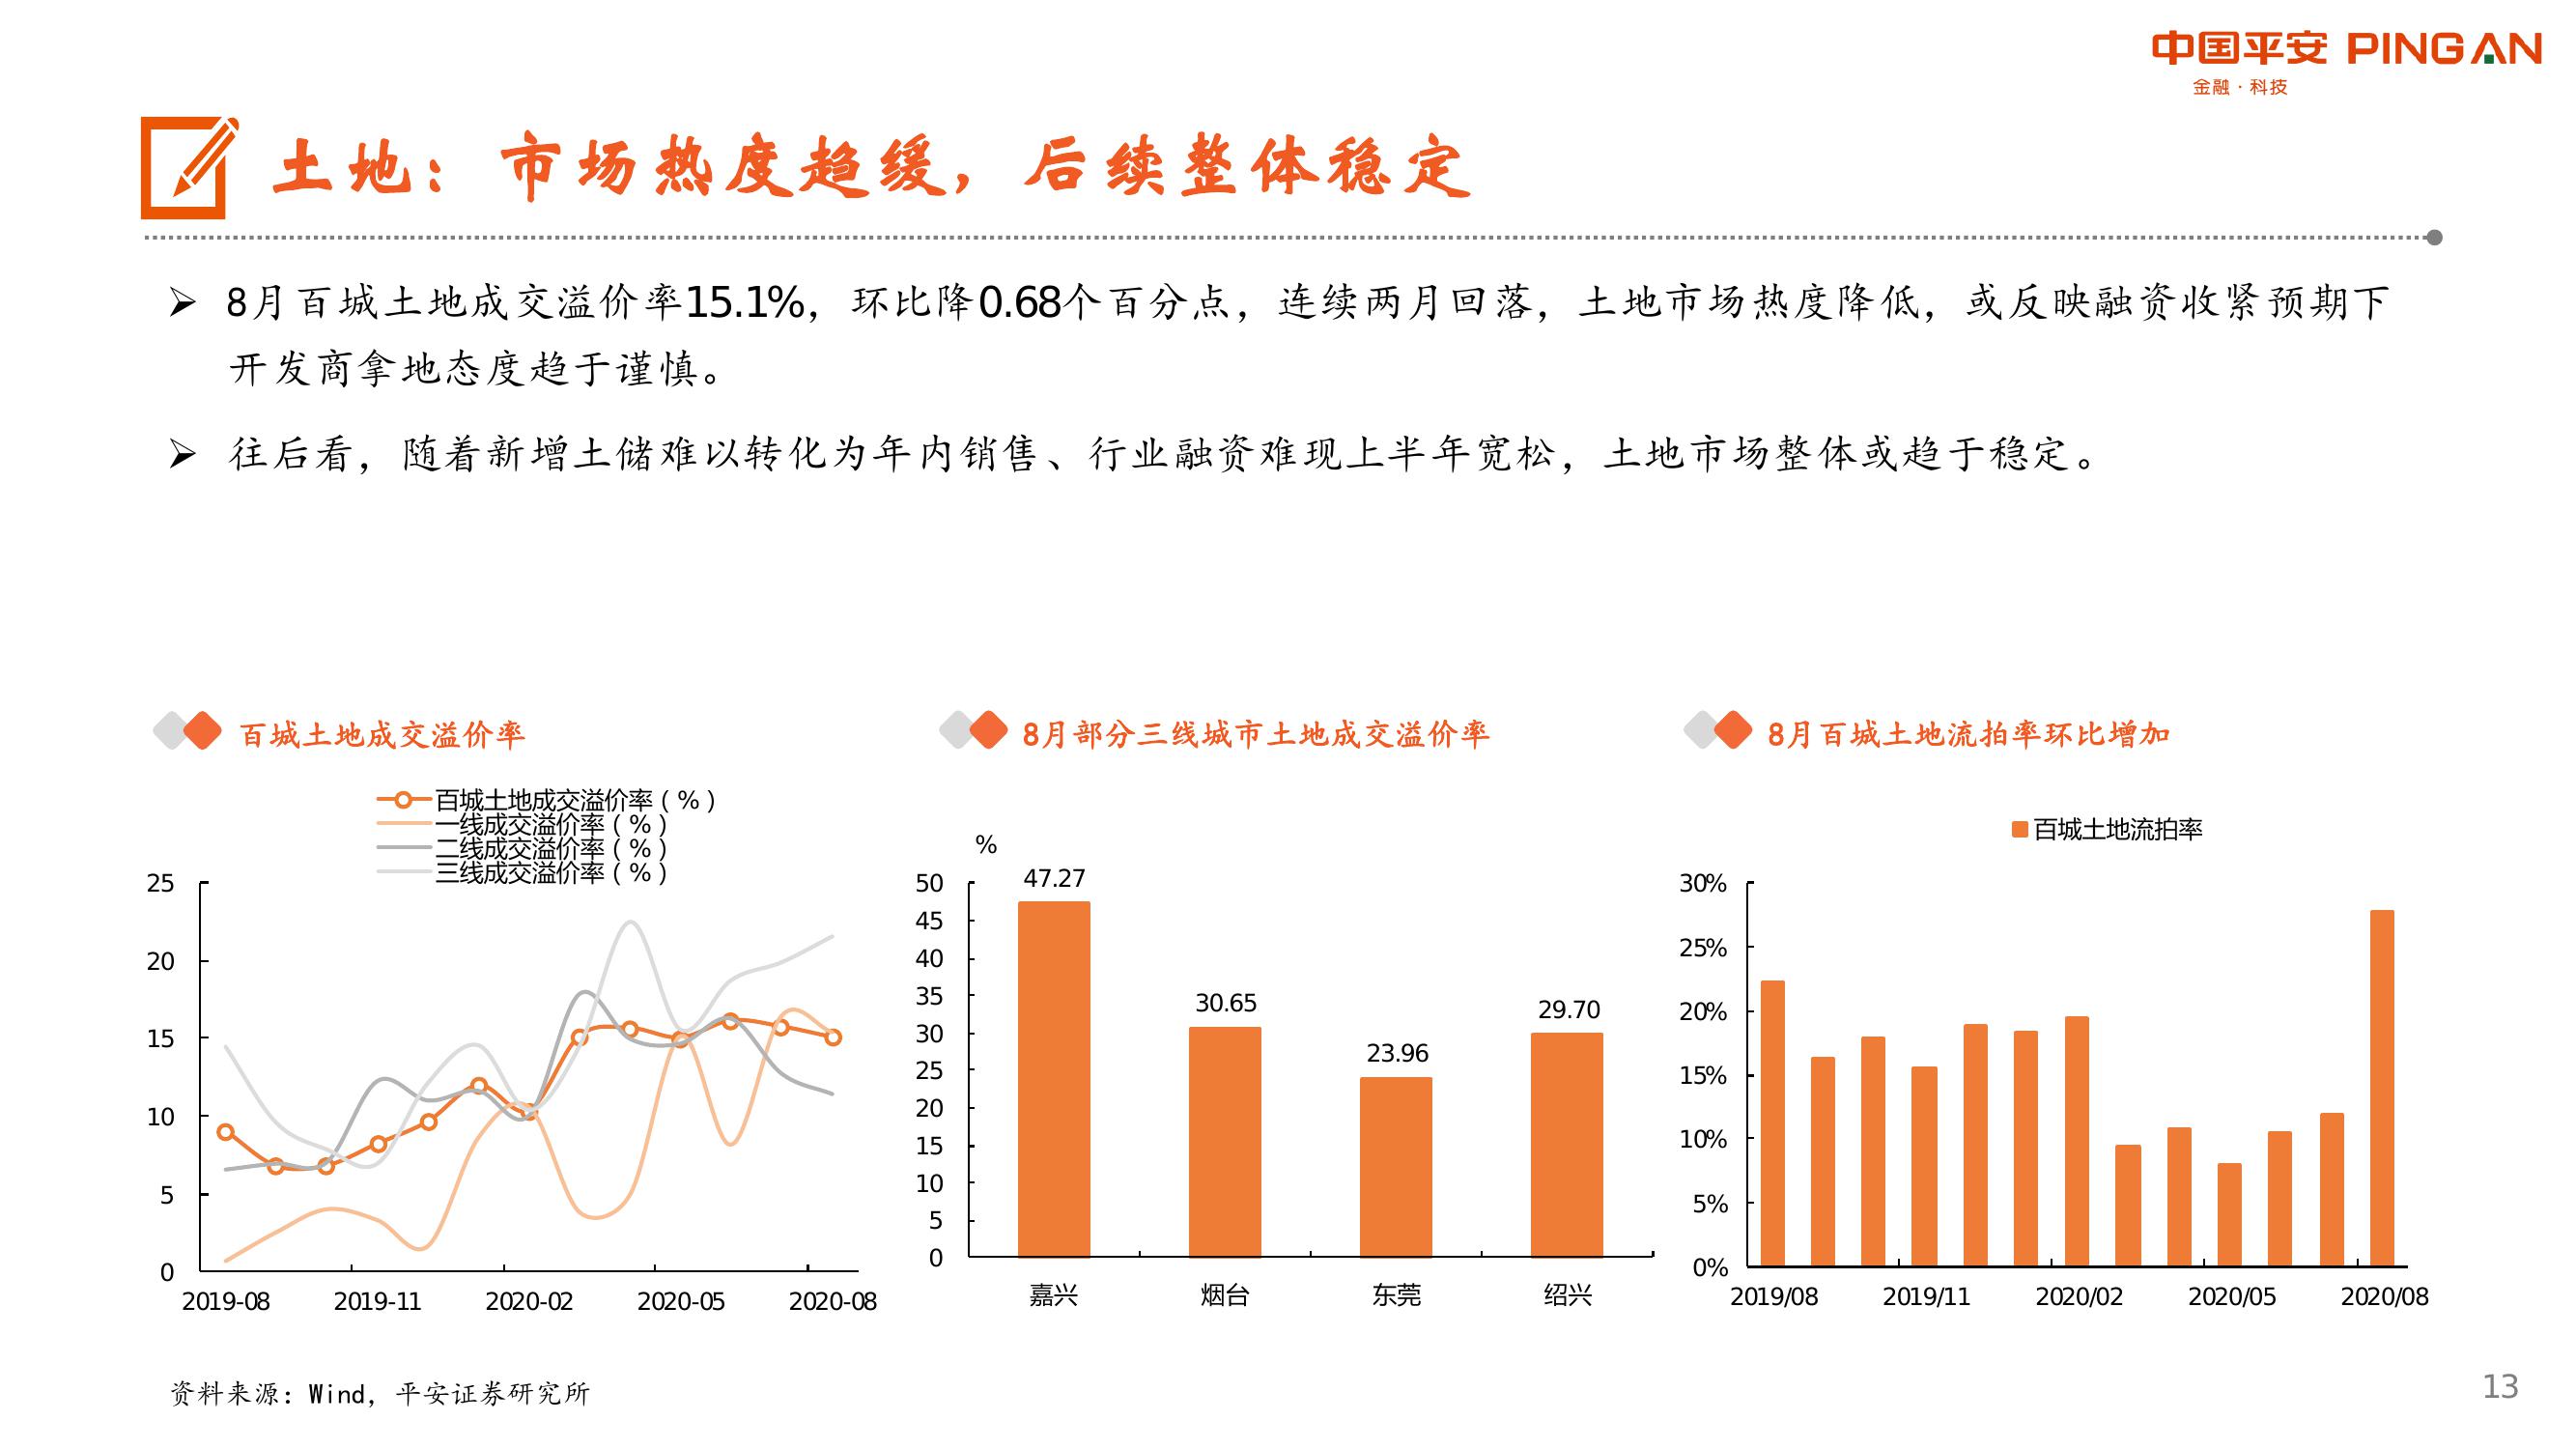 中国平安 PINGAN
金融·科技
土地：市场热度趋缓，后续整体稳定
8月百城土地成交溢价率15.1%，环比降0.68个百分点，连续两月回落，土地市场热度降低，或反映融资收紧预期下
开发商拿地态度趋于谨慎。
往后看，随着新增土储难以转化为年内销售、行业融资难现上半年宽松，土地市场整体或趋于稳定。
百城土地成交溢价率
百城土地成交溢价率（%）
一线成交溢价率（%）
二线成交溢价率（%）
三线成交溢价率（%）
25
20
15
10
5
0
2019-08 2019-11 2020-02 2020-05 2020-08
8月部分三线城市土地成交溢价率
%
50
45
40
35
30
25
20
15
10
5
0
47.27
30.65
23.96
29.70
嘉兴 烟台 东莞 绍兴
8月百城土地流拍率环比增加
百城土地流拍率
30%
25%
20%
15%
10%
5%
0%
2019/08 2019/11 2020/02 2020/05 2020/08
资料来源：Wind，平安证券研究所
13